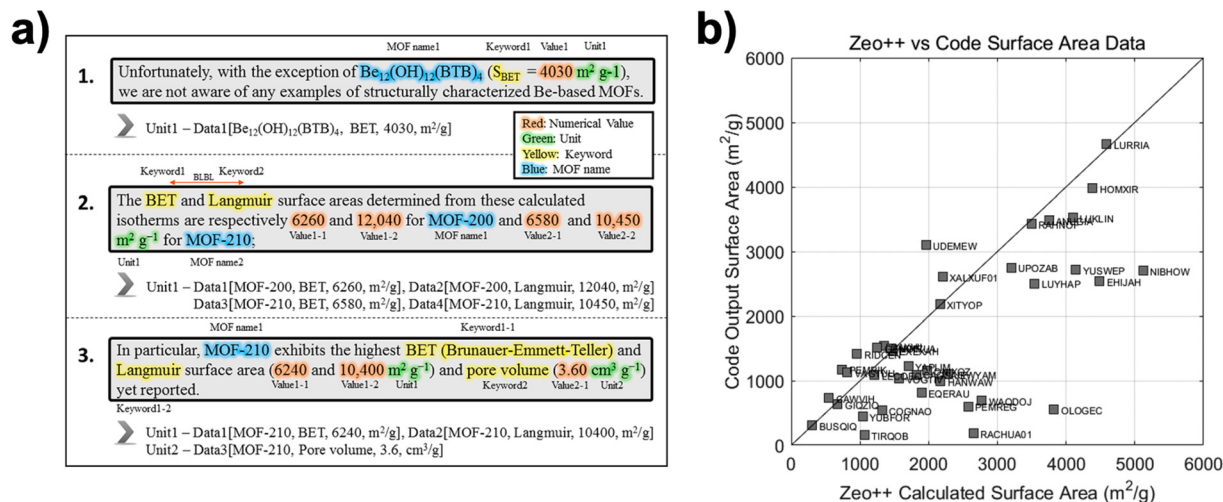 a)
MOF name1 Keyword1 Value1 Unit1
1.
Unfortunately, with the exception of Be₁₂(OH)₁₂(BTB)₄ (S_BET = 4030 m² g-1),
we are not aware of any examples of structurally characterized Be-based MOFs.
Unit1 – Data1[Be₁₂(OH)₁₂(BTB)₄, BET, 4030, m²/g]
Red: Numerical Value
Green: Unit
Yellow: Keyword
Blue: MOF name
Keyword1 BLBL Keyword2
2.
The BET and Langmuir surface areas determined from these calculated
isotherms are respectively 6260 and 12,040 for MOF-200 and 6580 and 10,450
Value1-1 Value1-2 MOF name1 Value2-1 Value2-2
m² g⁻¹ for MOF-210;
Unit1 MOF name2
Unit1 – Data1[MOF-200, BET, 6260, m²/g], Data2[MOF-200, Langmuir, 12040, m²/g]
Data3[MOF-210, BET, 6580, m²/g], Data4[MOF-210, Langmuir, 10450, m²/g]
MOF name1 Keyword1-1
3.
In particular, MOF-210 exhibits the highest BET (Brunauer-Emmett-Teller) and
Langmuir surface area (6240 and 10,400 m² g⁻¹) and pore volume (3.60 cm³ g⁻¹)
Value1-1 Value1-2 Unit1 Value2-1 Unit2
yet reported.
Keyword1-2
Unit1 – Data1[MOF-210, BET, 6240, m²/g], Data2[MOF-210, Langmuir, 10400, m²/g]
Unit2 – Data3[MOF-210, Pore volume, 3.6, cm³/g]
b)
Zeo++ vs Code Surface Area Data
Code Output Surface Area (m²/g)
6000
5000
4000
3000
2000
1000
0
LURRIA
HOMXIR
LUKLIN
RAHNOF
UDEMEW
UPOZAB
YUSWEP
NIBHOW
XALXUF01
LUYHAP
EHIJAH
XITYOP
RIDCEN
YAPLIM
HANWAW
EQERAU
WAQDOJ
PEMREG
OLOGEC
GIQZIQ
COGNAO
YUBFOR
BUSQIQ
TIRQOB
RACHUA01
0 1000 2000 3000 4000 5000 6000
Zeo++ Calculated Surface Area (m²/g)